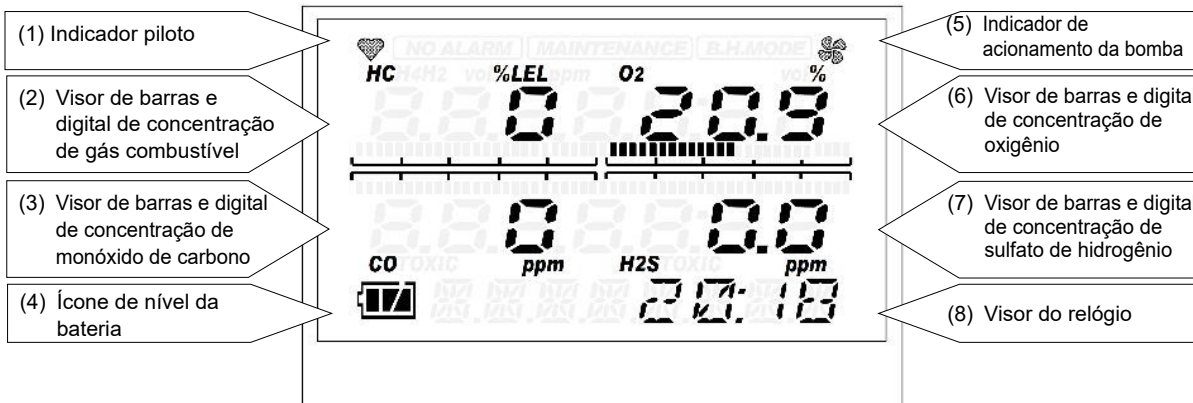 (1) Indicador piloto
(2) Visor de barras e
digital de concentração
de gás combustível
(3) Visor de barras e digital
de concentração de
monóxido de carbono
(4) Ícone de nível da
bateria
NO ALARM MAINTENANCE B.H.MODE
HC %LEL O2 %
0 20.9
0 0.0
CO ppm H2S ppm
20:18
(5) Indicador de
acionamento da bomba
(6) Visor de barras e digita
de concentração de
oxigênio
(7) Visor de barras e digita
de concentração de
sulfato de hidrogênio
(8) Visor do relógio